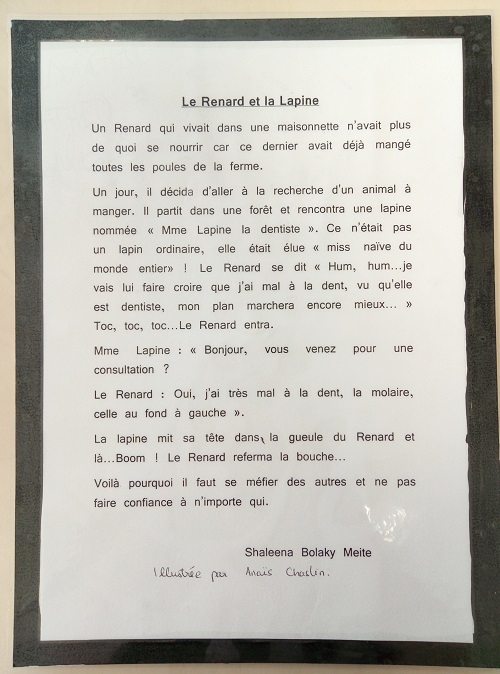 Le Renard et la Lapine
Un Renard qui vivait dans une maisonnette n'avait plus
de quoi se nourrir car ce dernier avait déjà mangé
toutes les poules de la ferme.
Un jour, il décida d'aller à la recherche d'un animal à
manger. Il partit dans une forêt et rencontra une lapine
nommée « Mme Lapine la dentiste ». Ce n'était pas
un lapin ordinaire, elle était élue « miss naïve du
monde entier» ! Le Renard se dit « Hum, hum...je
vais lui faire croire que j'ai mal à la dent, vu qu'elle
est dentiste, mon plan marchera encore mieux... »
Toc, toc, toc...Le Renard entra.
Mme Lapine : « Bonjour, vous venez pour une
consultation ?
Le Renard : Oui, j'ai très mal à la dent, la molaire,
celle au fond à gauche ».
La lapine mit sa tête dans la gueule du Renard et
là...Boom ! Le Renard referma la bouche...
Voilà pourquoi il faut se méfier des autres et ne pas
faire confiance à n'importe qui.
Shaleena Bolaky Meite
Illustrée par Anaïs Chaslin.